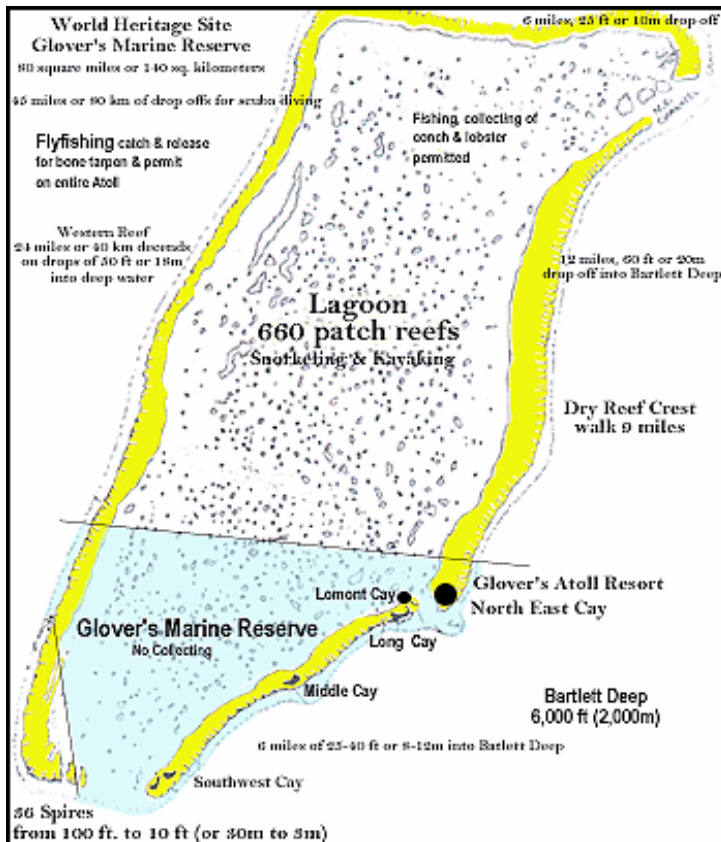 World Heritage Site
Glover's Marine Reserve
80 square miles or 140 sq. kilometers
45 miles or 80 km of drop offs for scuba diving
6 miles, 25 ft or 10m drop off
Flyfishing catch & release
for bone tarpon & permit
on entire Atoll
Fishing, collecting of
conch & lobster
permitted
Western Reef
24 miles or 40 km decends
on drops of 50 ft or 18m
into deep water
12 miles, 60 ft or 20m
drop off into Bartlett Deep
Lagoon
660 patch reefs
Snorkeling & Kayaking
Dry Reef Crest
walk 9 miles
Glover's Atoll Resort
North East Cay
Lomont Cay
Glover's Marine Reserve
No Collecting
Long Cay
Middle Cay
Bartlett Deep
6,000 ft (2,000m)
6 miles of 25-40 ft or 8-12m into Batlett Deep
Southwest Cay
36 Spires
from 100 ft. to 10 ft (or 30m to 3m)